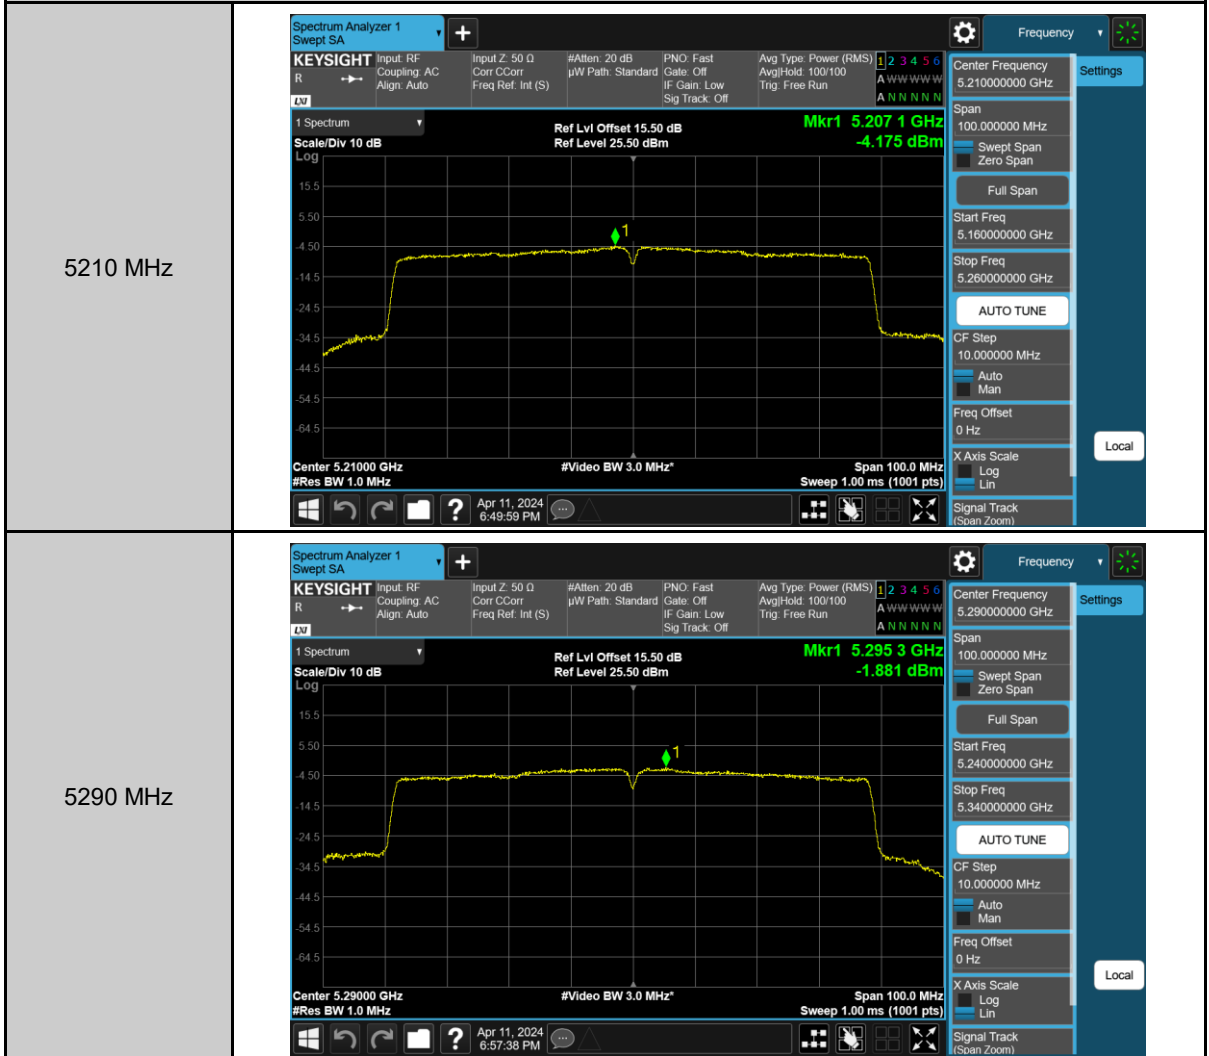 5210 MHz
Spectrum Analyzer 1
Swept SA
Frequency
KEYSIGHT
R
LXI
Input: RF
Coupling: AC
Align: Auto
Input Z: 50 Ω
Corr CCorr
Freq Ref: Int (S)
#Atten: 20 dB
µW Path: Standard
PNO: Fast
Gate: Off
IF Gain: Low
Sig Track: Off
Avg Type: Power (RMS)
Avg|Hold: 100/100
Trig: Free Run
1 2 3 4 5 6
A W W W W W
A N N N N N
1 Spectrum
Scale/Div 10 dB
Log
Ref Lvl Offset 15.50 dB
Ref Level 25.50 dBm
Mkr1 5.207 1 GHz
-4.175 dBm
15.5
5.50
-4.50
-14.5
-24.5
-34.5
-44.5
-54.5
-64.5
1
Center 5.21000 GHz
#Res BW 1.0 MHz
#Video BW 3.0 MHz*
Span 100.0 MHz
Sweep 1.00 ms (1001 pts)
Apr 11, 2024
6:49:59 PM
Center Frequency
5.210000000 GHz
Span
100.000000 MHz
Swept Span
Zero Span
Full Span
Start Freq
5.160000000 GHz
Stop Freq
5.260000000 GHz
AUTO TUNE
CF Step
10.000000 MHz
Auto
Man
Freq Offset
0 Hz
X Axis Scale
Log
Lin
Signal Track
(Span Zoom)
Settings
Local
5290 MHz
Spectrum Analyzer 1
Swept SA
Frequency
KEYSIGHT
R
LXI
Input: RF
Coupling: AC
Align: Auto
Input Z: 50 Ω
Corr CCorr
Freq Ref: Int (S)
#Atten: 20 dB
µW Path: Standard
PNO: Fast
Gate: Off
IF Gain: Low
Sig Track: Off
Avg Type: Power (RMS)
Avg|Hold: 100/100
Trig: Free Run
1 2 3 4 5 6
A W W W W W
A N N N N N
1 Spectrum
Scale/Div 10 dB
Log
Ref Lvl Offset 15.50 dB
Ref Level 25.50 dBm
Mkr1 5.295 3 GHz
-1.881 dBm
15.5
5.50
-4.50
-14.5
-24.5
-34.5
-44.5
-54.5
-64.5
1
Center 5.29000 GHz
#Res BW 1.0 MHz
#Video BW 3.0 MHz*
Span 100.0 MHz
Sweep 1.00 ms (1001 pts)
Apr 11, 2024
6:57:38 PM
Center Frequency
5.290000000 GHz
Span
100.000000 MHz
Swept Span
Zero Span
Full Span
Start Freq
5.240000000 GHz
Stop Freq
5.340000000 GHz
AUTO TUNE
CF Step
10.000000 MHz
Auto
Man
Freq Offset
0 Hz
X Axis Scale
Log
Lin
Signal Track
(Span Zoom)
Settings
Local